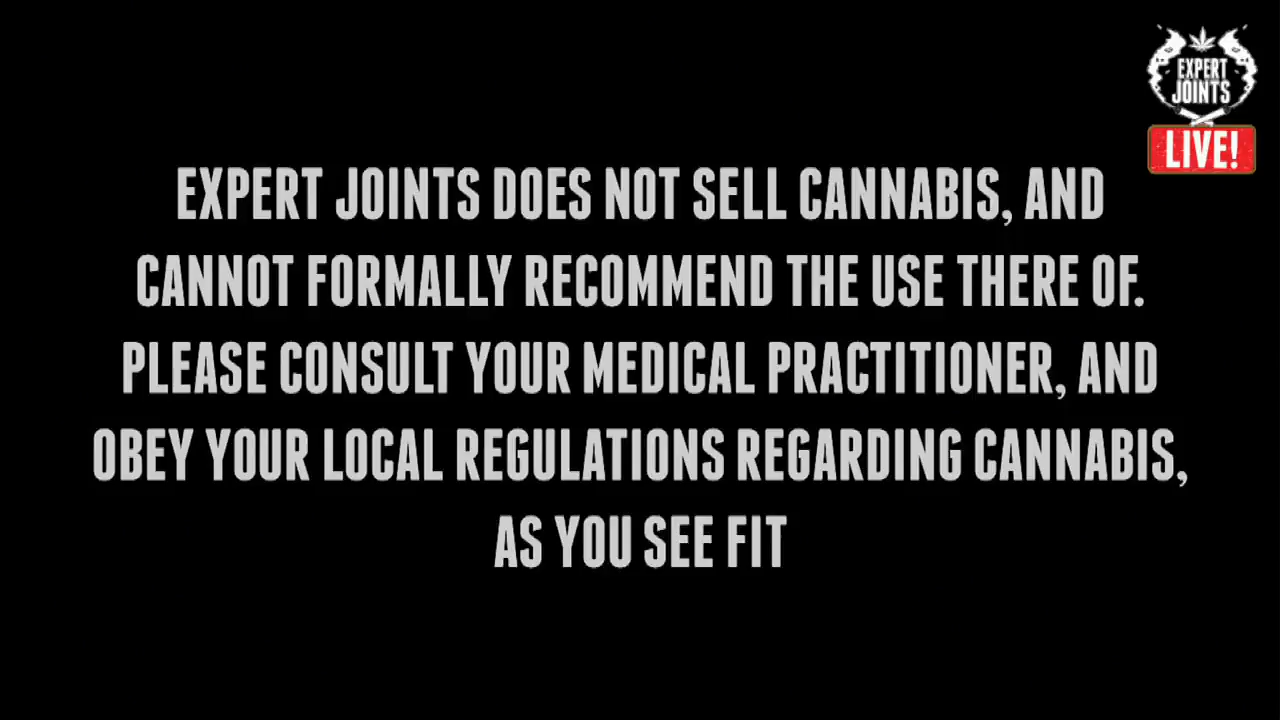 EXPERT
JOINTS
LIVE!
EXPERT JOINTS DOES NOT SELL CANNABIS, AND
CANNOT FORMALLY RECOMMEND THE USE THERE OF.
PLEASE CONSULT YOUR MEDICAL PRACTITIONER, AND
OBEY YOUR LOCAL REGULATIONS REGARDING CANNABIS,
AS YOU SEE FIT